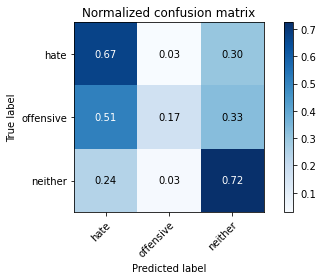 Normalized confusion matrix
True label
hate 0.67 0.03 0.30
offensive 0.51 0.17 0.33
neither 0.24 0.03 0.72
hate offensive neither
Predicted label
0.7
0.6
0.5
0.4
0.3
0.2
0.1